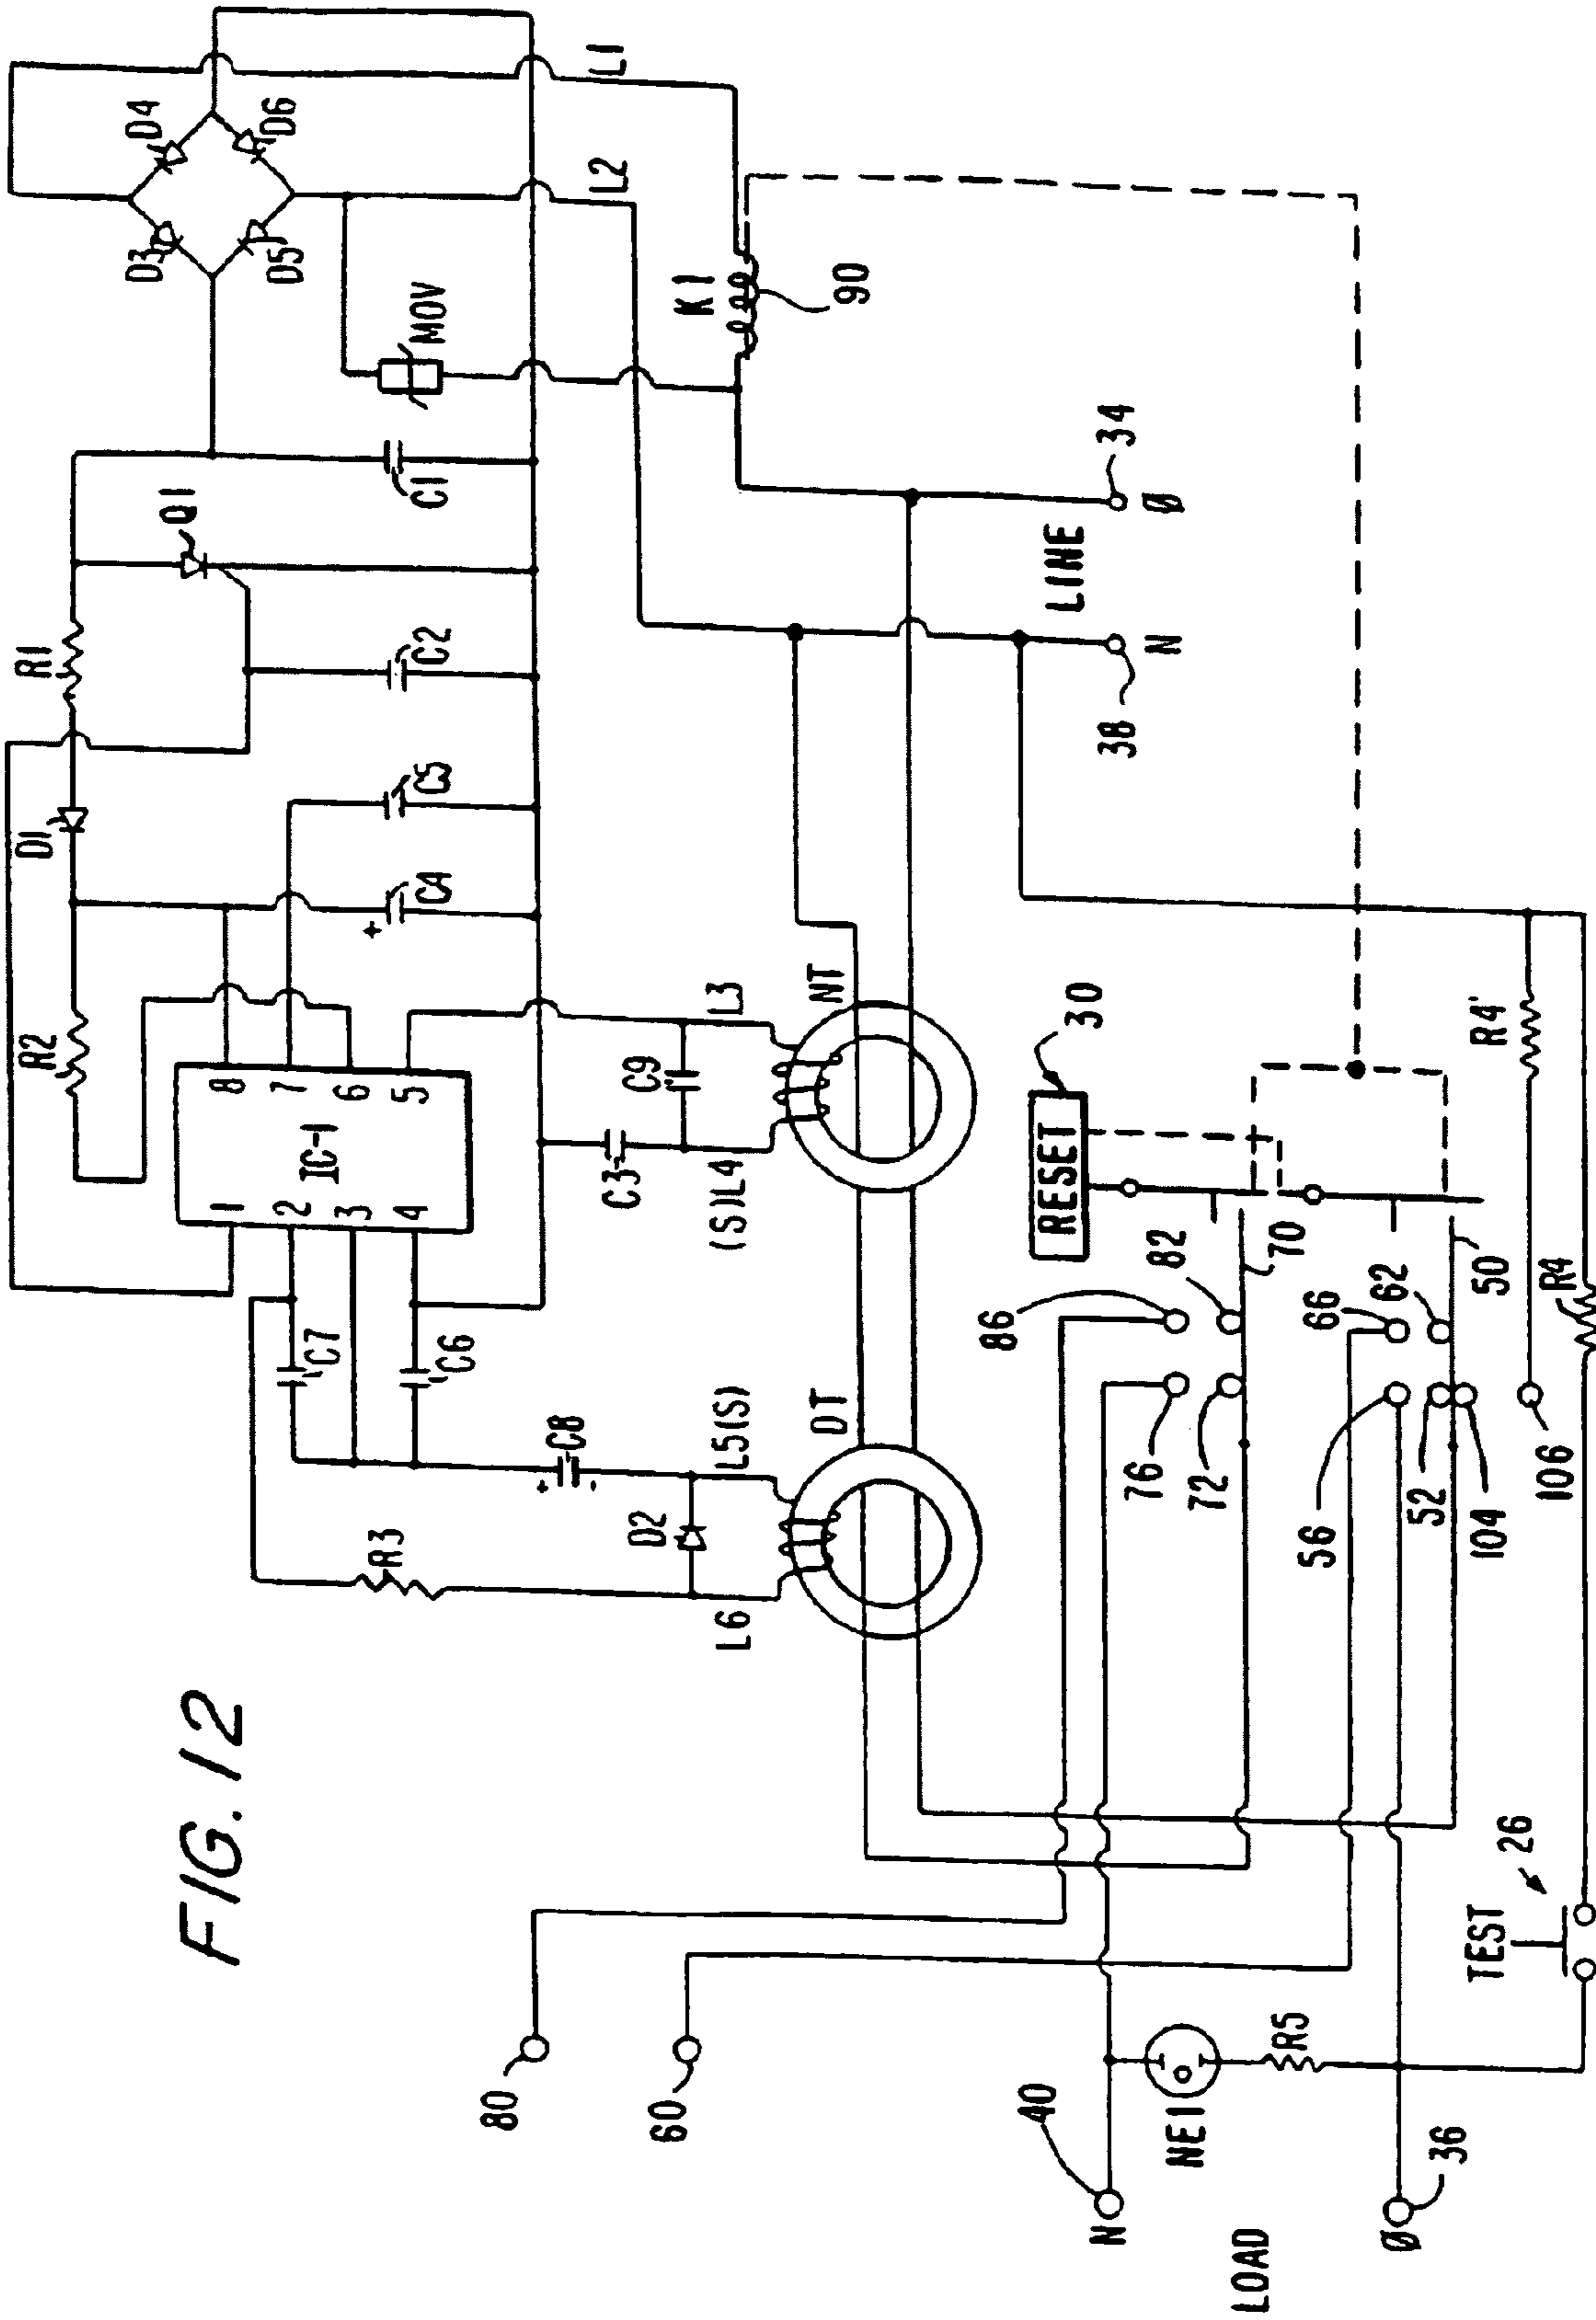 FIG. 12
D4
D6
D3
D5
L1
L2
MOV
K1
90
C1
Q1
R1
C2
D1
C5
C4
+
R2
IC-1
8
7
6
5
1
2
3
4
C7
C6
C9
L3
C3
(S)L4
NT
C8
+
-
L5(S)
D2
R3
L6
DT
34
Ø
LINE
N
38
30
RESET
82
70
86
76
72
66
62
50
56
52
104
106
R4'
R4
26
TEST
80
60
40
N
NE1
R5
LOAD
Ø
36